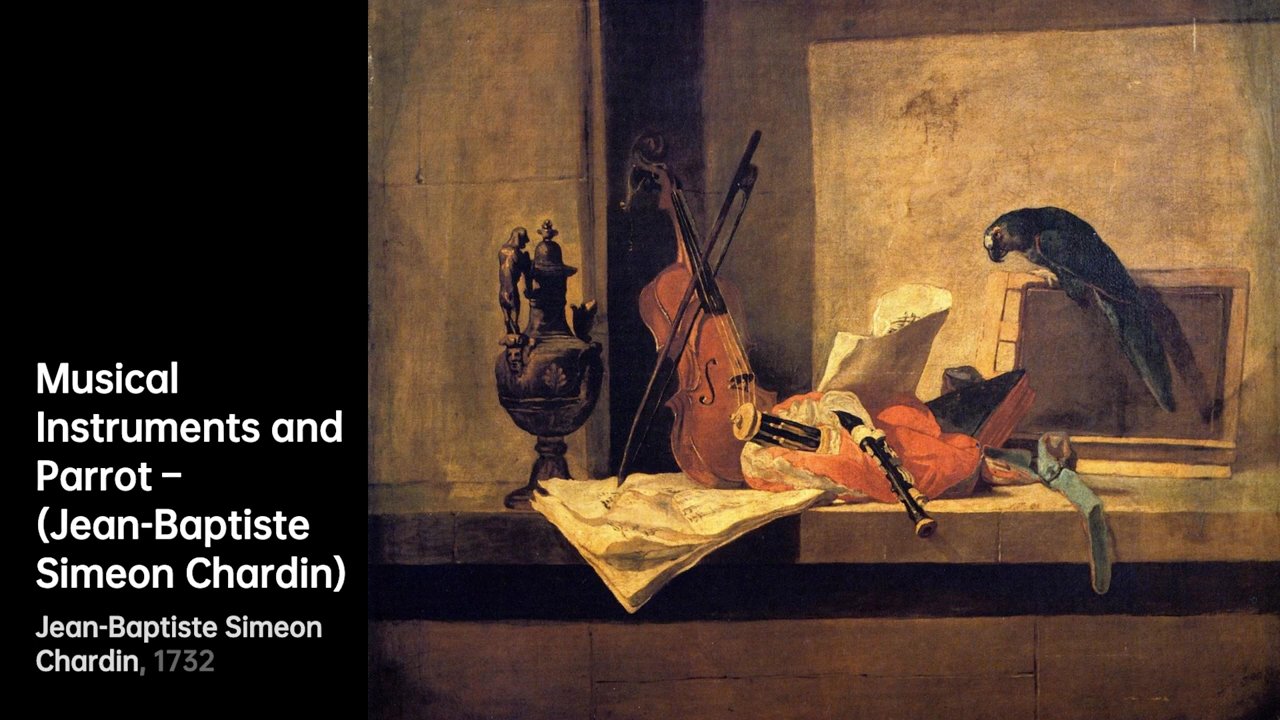 Musical
Instruments and
Parrot –
(Jean-Baptiste
Simeon Chardin)
Jean-Baptiste Simeon
Chardin, 1732